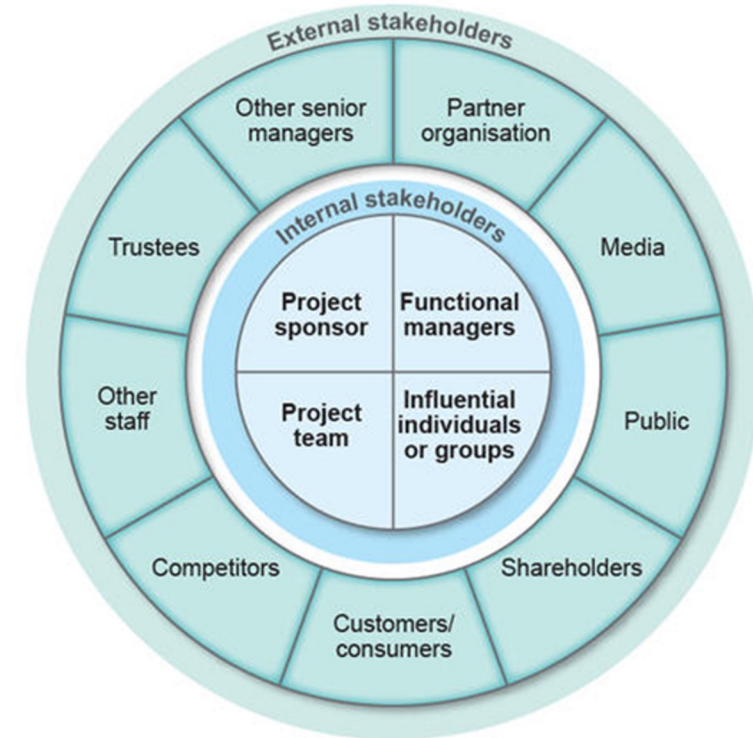 External stakeholders
Other senior
managers
Partner
organisation
Media
Public
Shareholders
Customers/
consumers
Competitors
Other
staff
Trustees
Internal stakeholders
Project
sponsor
Functional
managers
Project
team
Influential
individuals
or groups